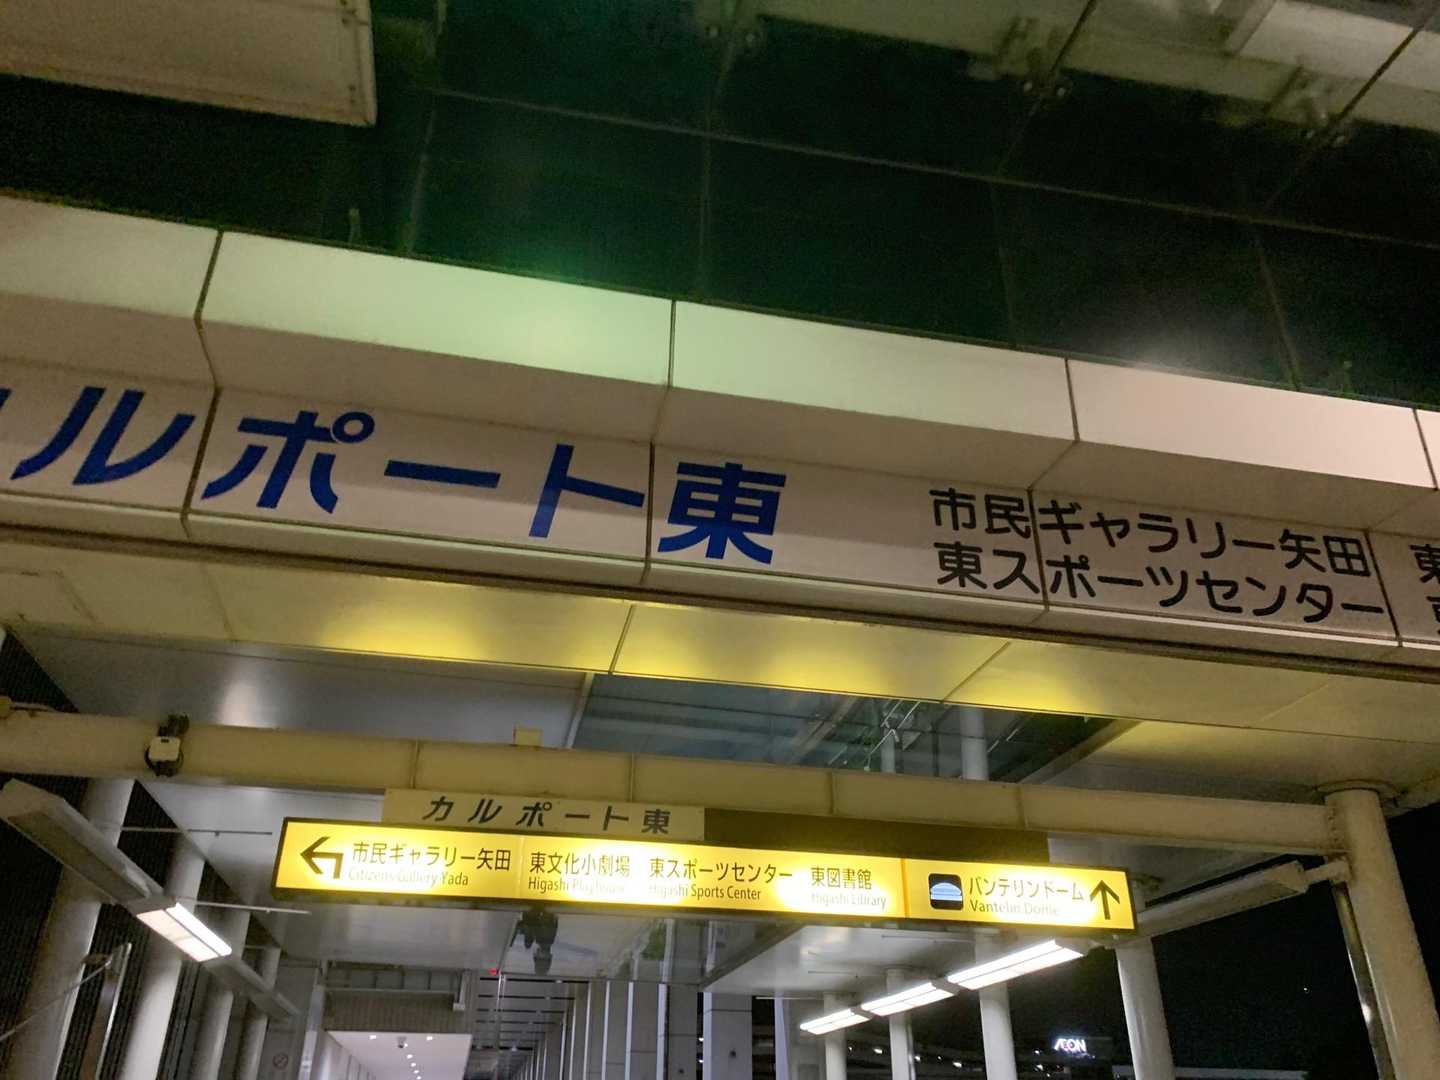 ルポート東
市民ギャラリー矢田
東スポーツセンター
東
カルポート東
市民ギャラリー矢田 東文化小劇場 東スポーツセンター 東図書館 バンテリンドーム
Citizens Gallery Yada Higashi Playhouse Higashi Sports Center Higashi Library Vantelin Dome
ÆON